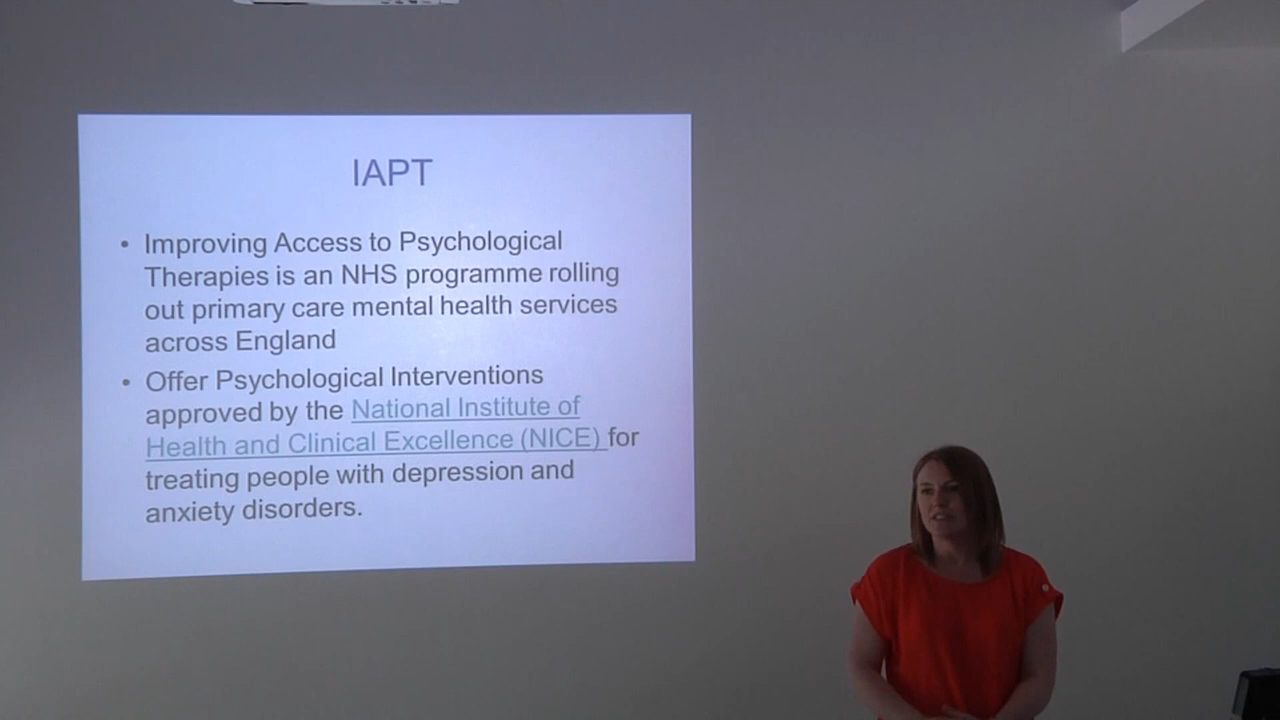 IAPT
• Improving Access to Psychological
Therapies is an NHS programme rolling
out primary care mental health services
across England
• Offer Psychological Interventions
approved by the National Institute of
Health and Clinical Excellence (NICE) for
treating people with depression and
anxiety disorders.